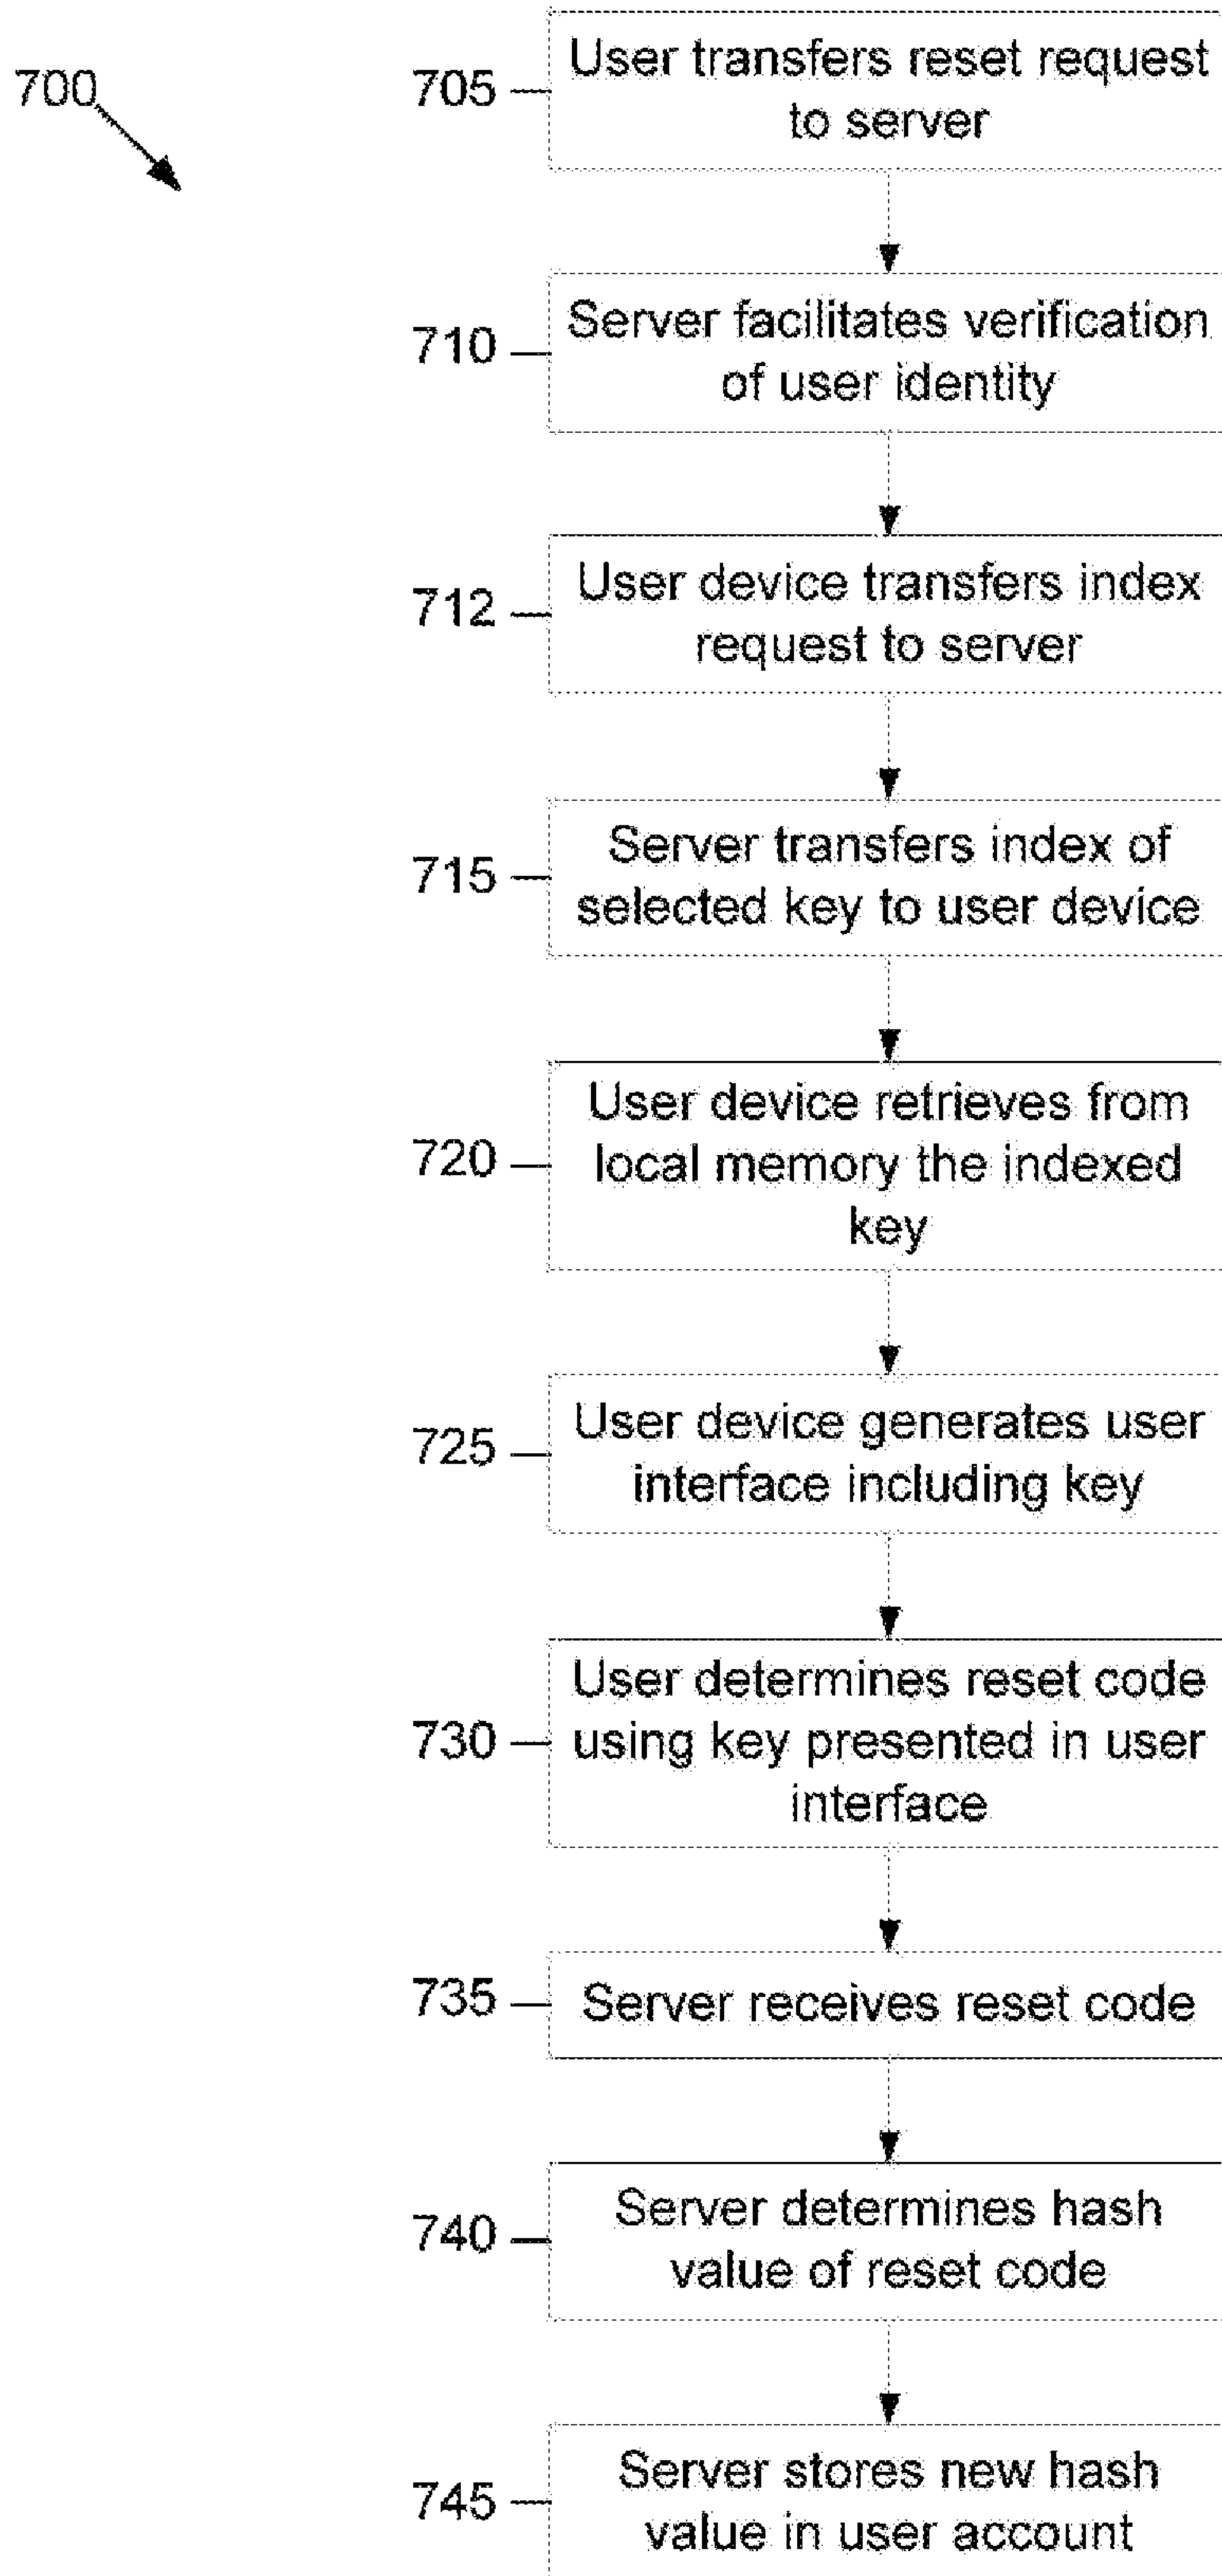 700
705
User transfers reset request
to server
710
Server facilitates verification
of user identity
712
User device transfers index
request to server
715
Server transfers index of
selected key to user device
720
User device retrieves from
local memory the indexed
key
725
User device generates user
interface including key
730
User determines reset code
using key presented in user
interface
735
Server receives reset code
740
Server determines hash
value of reset code
745
Server stores new hash
value in user account